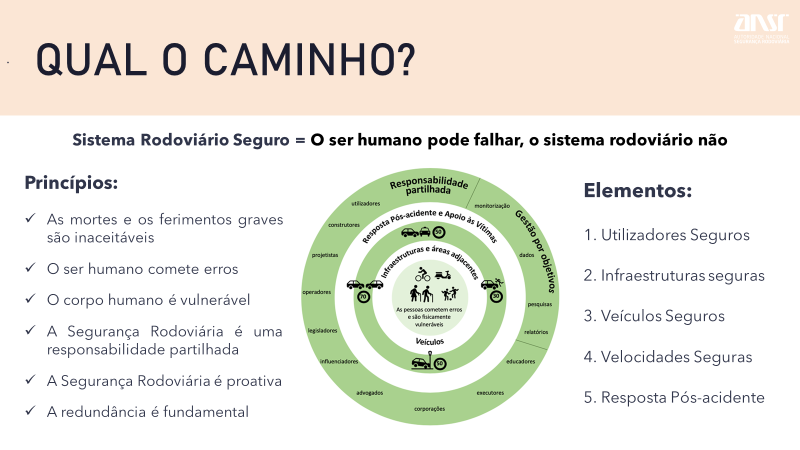 ansr
QUAL O CAMINHO?
Sistema Rodoviário Seguro = O ser humano pode falhar, o sistema rodoviário não
Princípios:
✓ As mortes e os ferimentos graves
são inaceitáveis
✓ O ser humano comete erros
✓ O corpo humano é vulnerável
✓ A Segurança Rodoviária é uma
responsabilidade partilhada
✓ A Segurança Rodoviária é proativa
✓ A redundância é fundamental
Responsabilidade
partilhada
utilizadores
construtores
projetistas
operadores
legisladores
influenciadores
advogados
corporações
executores
educadores
Gestão por objetivos
monitorização
dados
pesquisas
relatórios
Resposta Pós-acidente e Apoio às Vítimas
50
70
30
50
Infraestruturas e áreas adjacentes
As pessoas cometem erros
e são fisicamente
vulneráveis
Veículos
Elementos:
1. Utilizadores Seguros
2. Infraestruturas seguras
3. Veículos Seguros
4. Velocidades Seguras
5. Resposta Pós-acidente